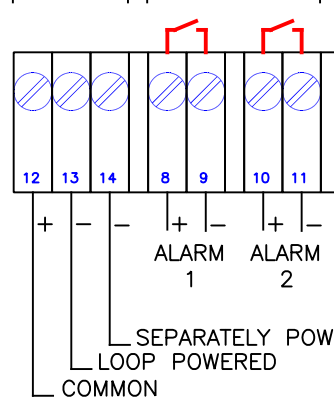 12 13 14 8 9 10 11
+ − − + − + −
ALARM 1
ALARM 2
SEPARATELY POW
LOOP POWERED
COMMON